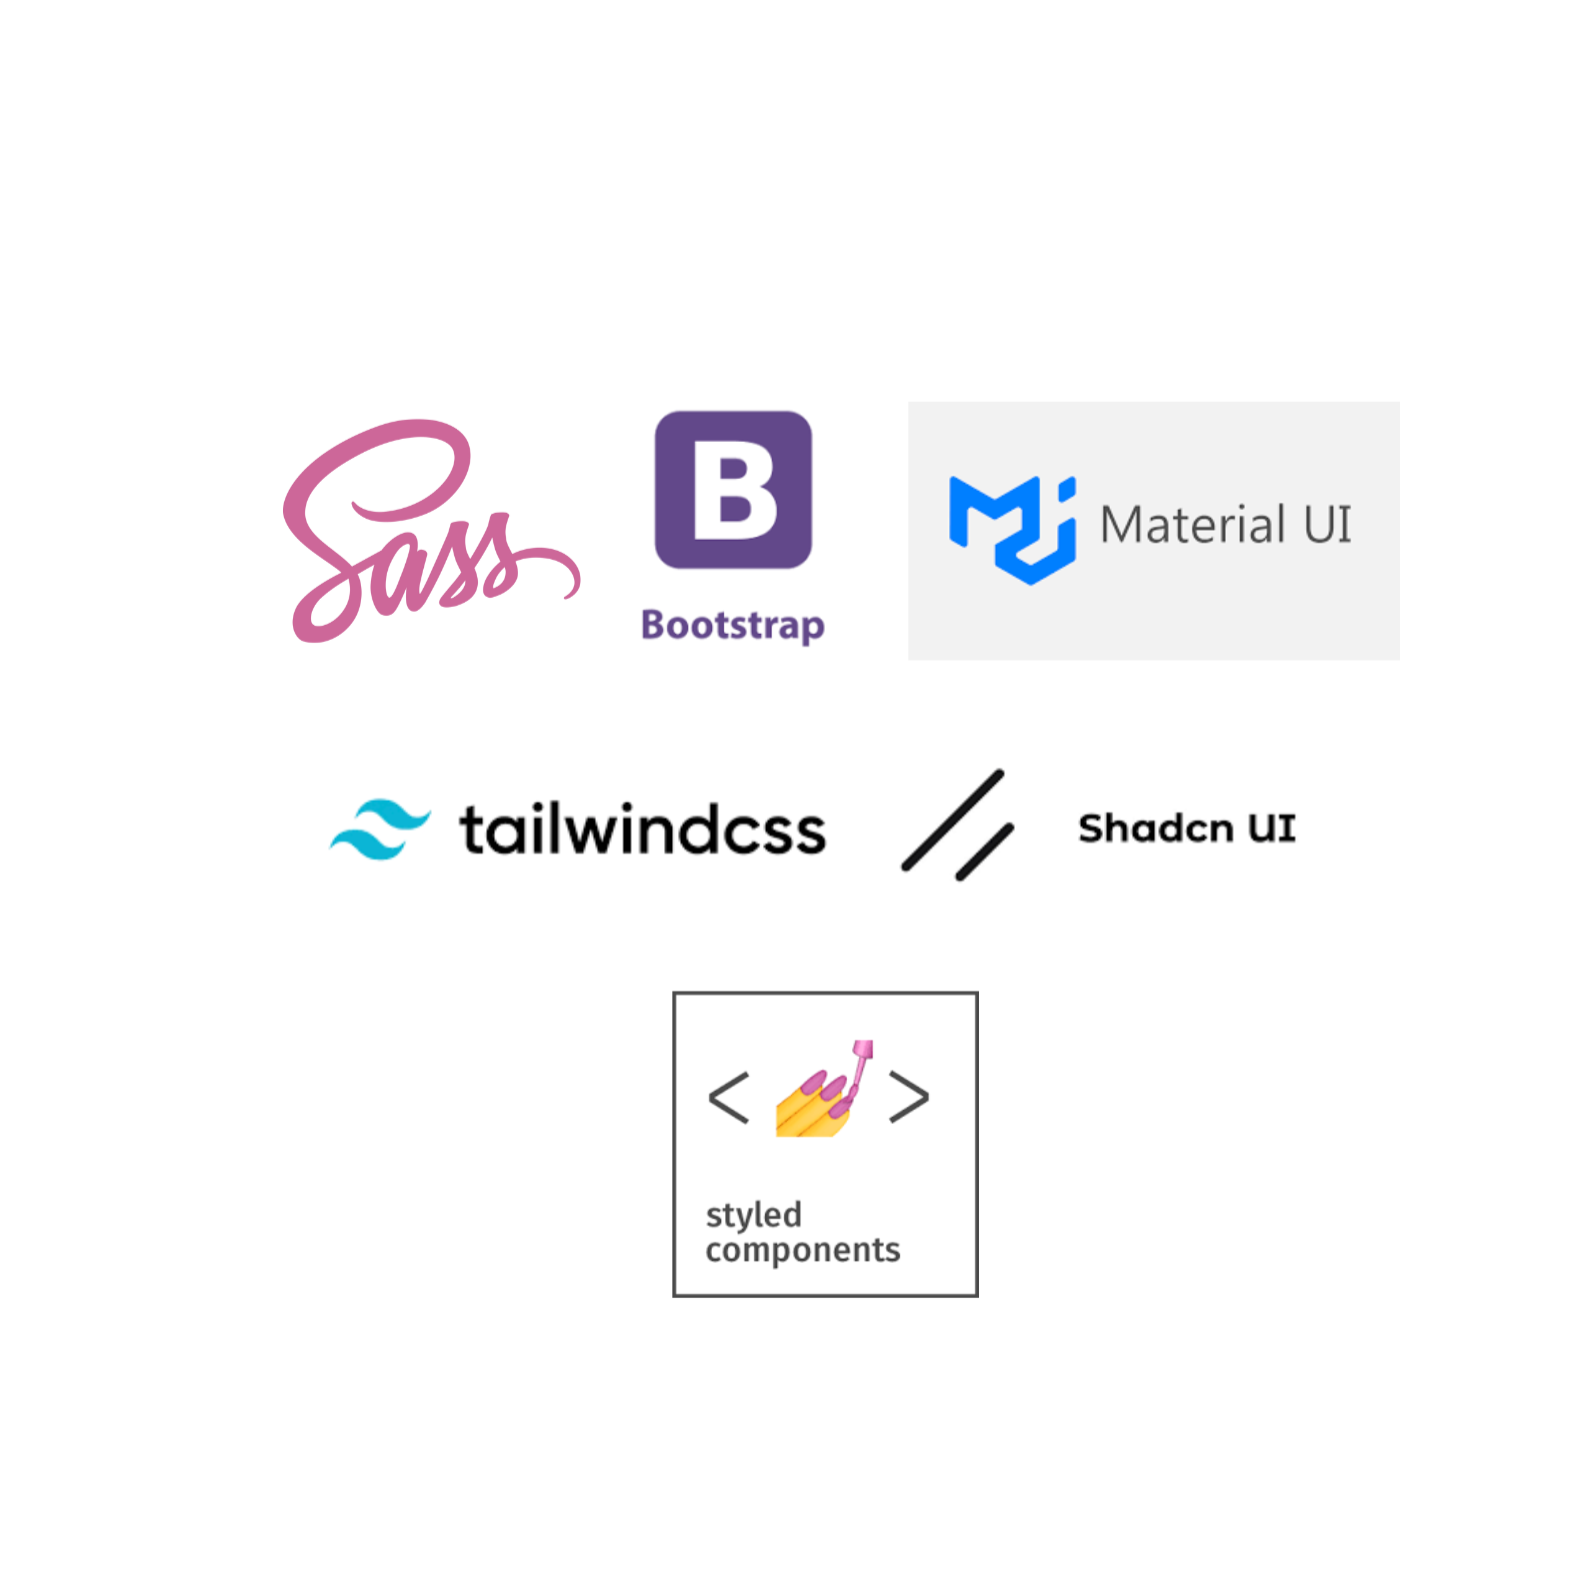 Sass
B
Bootstrap
Material UI
tailwindcss
Shadcn UI
< >
styled
components